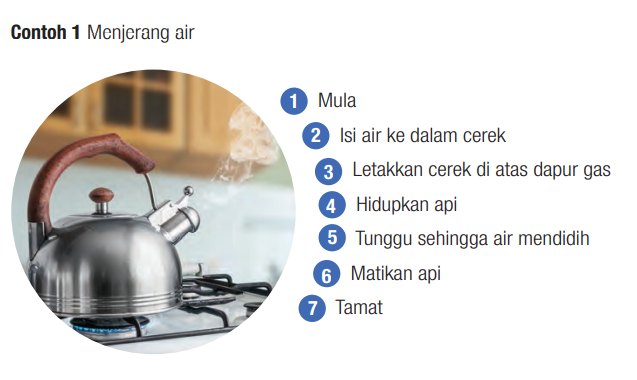 Contoh 1 Menjerang air
1 Mula
2 Isi air ke dalam cerek
3 Letakkan cerek di atas dapur gas
4 Hidupkan api
5 Tunggu sehingga air mendidih
6 Matikan api
7 Tamat